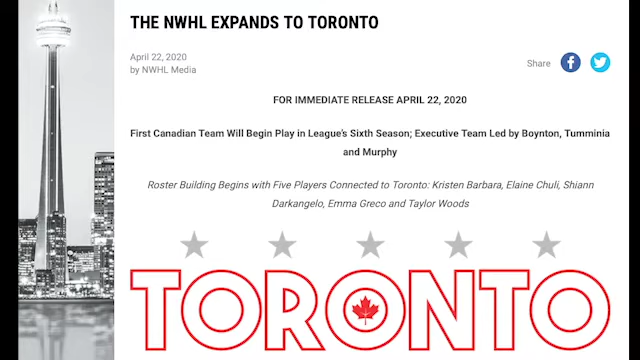 THE NWHL EXPANDS TO TORONTO
April 22, 2020
by NWHL Media
Share
FOR IMMEDIATE RELEASE APRIL 22, 2020
First Canadian Team Will Begin Play in League's Sixth Season; Executive Team Led by Boynton, Tumminia
and Murphy
Roster Building Begins with Five Players Connected to Toronto: Kristen Barbara, Elaine Chuli, Shiann
Darkangelo, Emma Greco and Taylor Woods
TORONTO